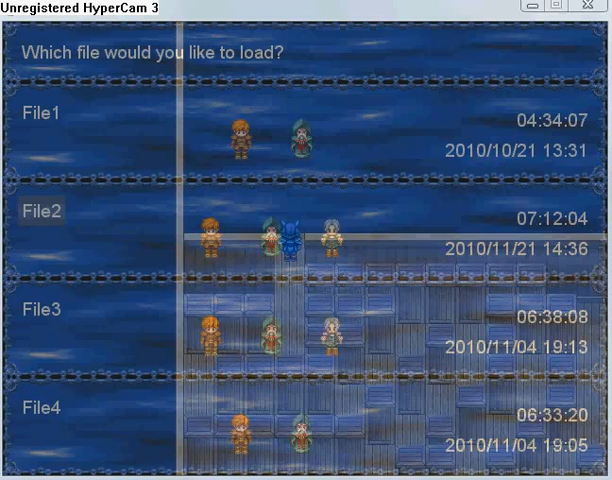 Unregistered HyperCam 3
Which file would you like to load?
File1
04:34:07
2010/10/21 13:31
File2
07:12:04
2010/11/21 14:36
File3
06:38:08
2010/11/04 19:13
File4
06:33:20
2010/11/04 19:05